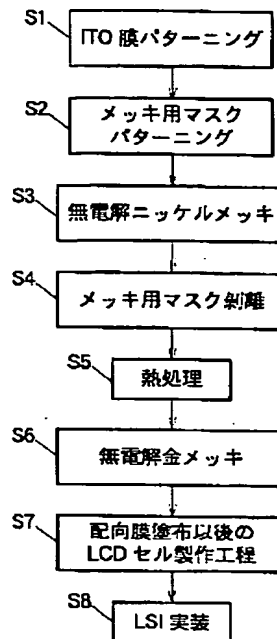 S1
ITO 膜パターニング
S2
メッキ用マスク
パターニング
S3
無電解ニッケルメッキ
S4
メッキ用マスク剝離
S5
熱処理
S6
無電解金メッキ
S7
配向膜塗布以後の
LCD セル製作工程
S8
LSI 実装